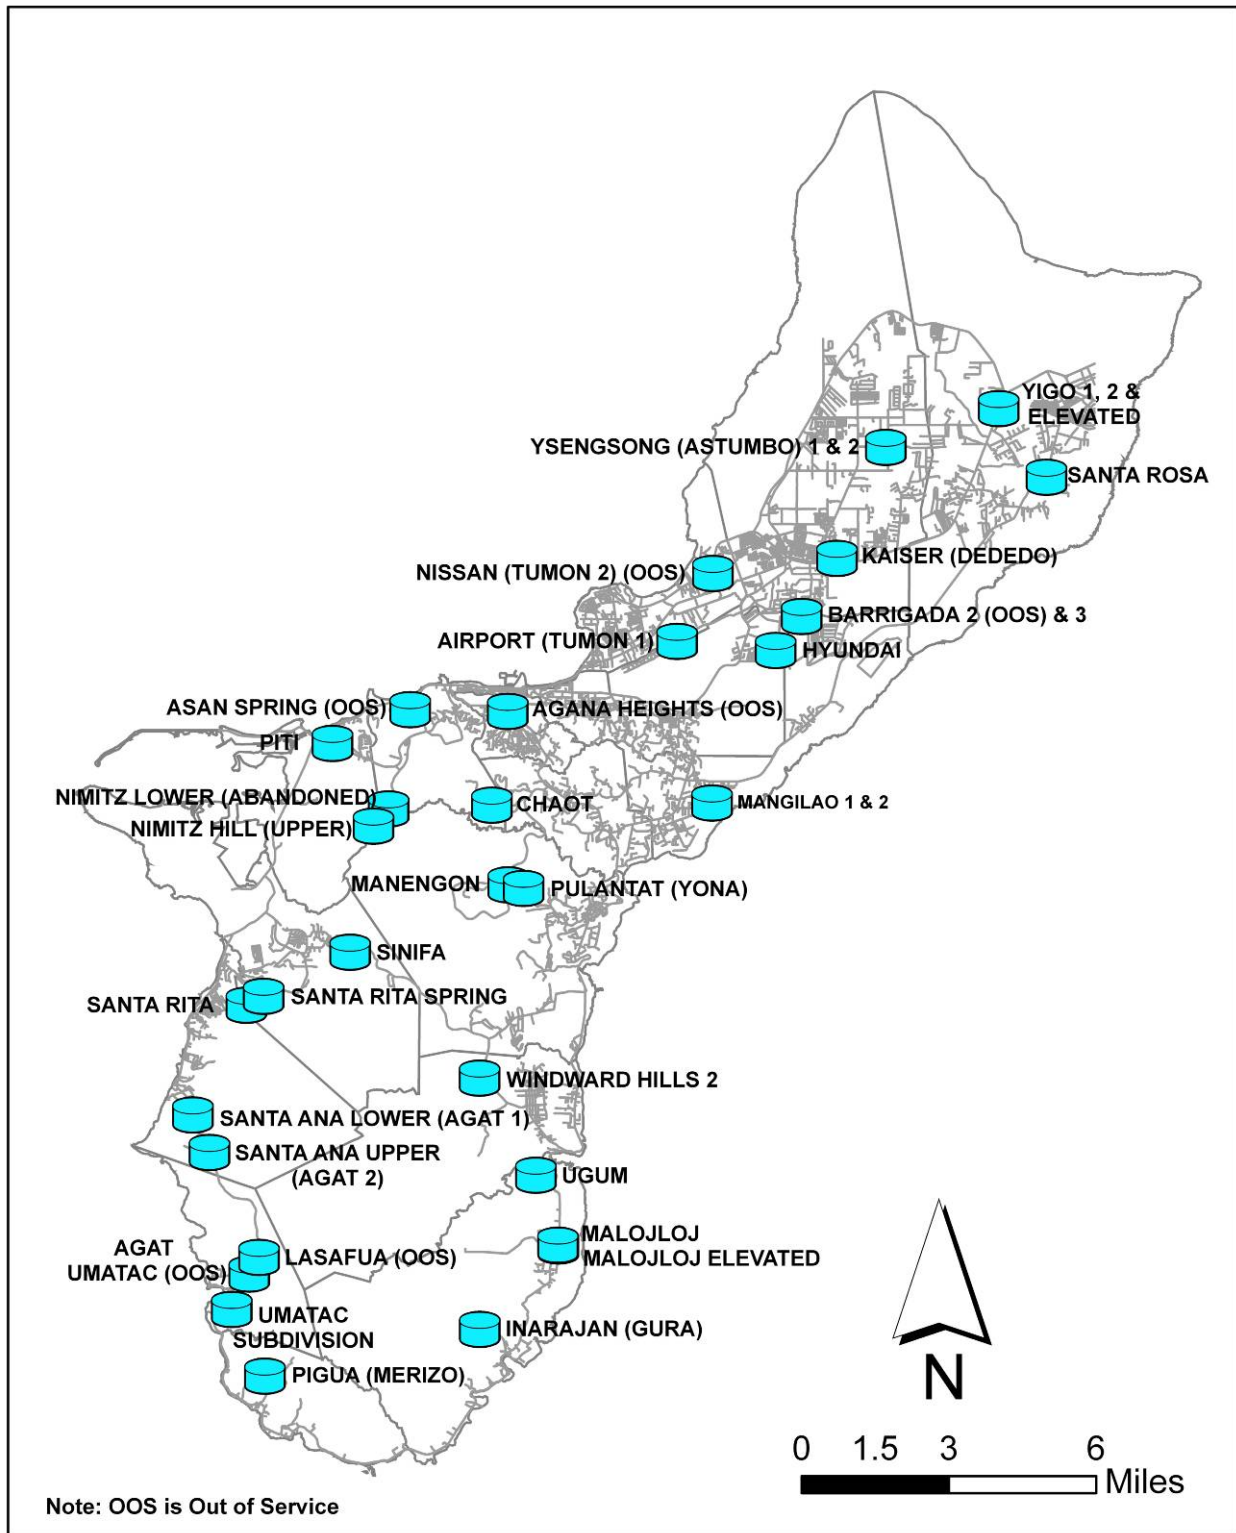 YIGO 1, 2 &
ELEVATED
YSENGSONG (ASTUMBO) 1 & 2
SANTA ROSA
KAISER (DEDEDO)
NISSAN (TUMON 2) (OOS)
BARRIGADA 2 (OOS) & 3
AIRPORT (TUMON 1)
HYUNDAI
ASAN SPRING (OOS)
AGANA HEIGHTS (OOS)
PITI
NIMITZ LOWER (ABANDONED)
CHAOT
MANGILAO 1 & 2
NIMITZ HILL (UPPER)
MANENGON
PULANTAT (YONA)
SINIFA
SANTA RITA SPRING
SANTA RITA
WINDWARD HILLS 2
SANTA ANA LOWER (AGAT 1)
SANTA ANA UPPER
(AGAT 2)
UGUM
MALOJLOJ
MALOJLOJ ELEVATED
AGAT
UMATAC (OOS)
LASAFUA (OOS)
UMATAC
SUBDIVISION
INARAJAN (GURA)
PIGUA (MERIZO)
N
0 1.5 3 6
Miles
Note: OOS is Out of Service